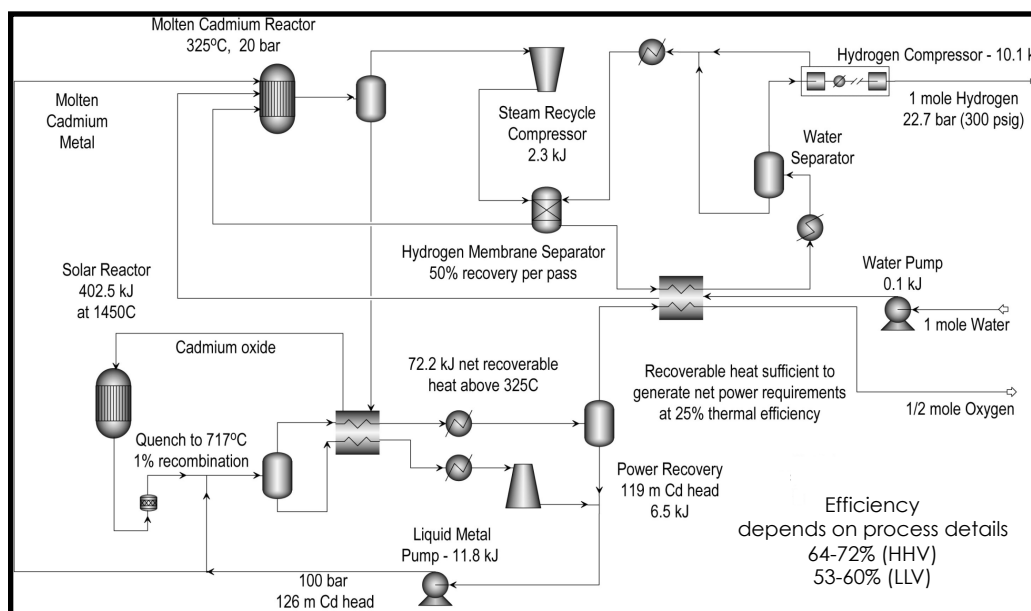 Molten Cadmium Reactor
325ºC, 20 bar
Molten
Cadmium
Metal
Steam Recycle
Compressor
2.3 kJ
Hydrogen Compressor - 10.1 k
1 mole Hydrogen
22.7 bar (300 psig)
Water
Separator
Hydrogen Membrane Separator
50% recovery per pass
Water Pump
0.1 kJ
1 mole Water
Solar Reactor
402.5 kJ
at 1450C
Cadmium oxide
72.2 kJ net recoverable
heat above 325C
Recoverable heat sufficient to
generate net power requirements
at 25% thermal efficiency
1/2 mole Oxygen
Quench to 717ºC
1% recombination
Power Recovery
119 m Cd head
6.5 kJ
Liquid Metal
Pump - 11.8 kJ
100 bar
126 m Cd head
Efficiency
depends on process details
64-72% (HHV)
53-60% (LLV)